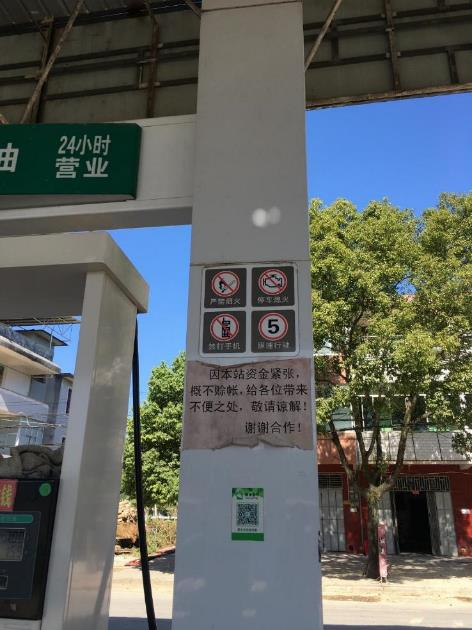 油
24小时
营业
严禁烟火
停车熄火
禁打手机
5
限速行驶
因本站资金紧张，
概不赊帐，给各位带来
不便之处，敬请谅解！
谢谢合作！